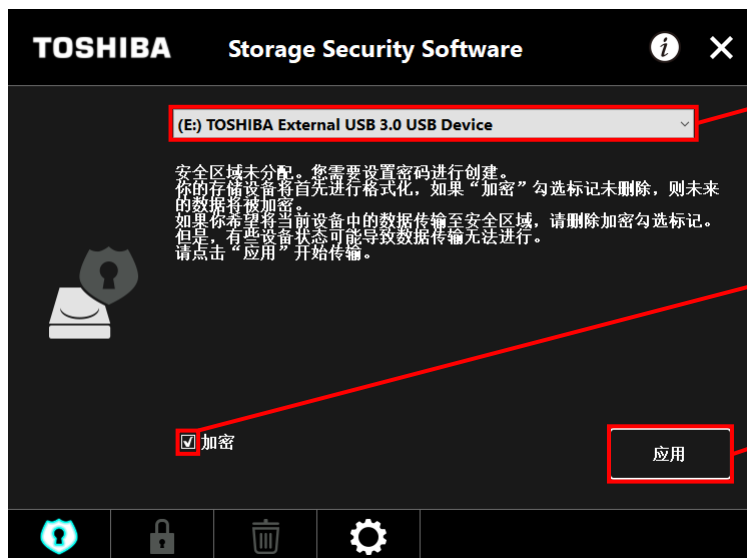 TOSHIBA Storage Security Software
(E:) TOSHIBA External USB 3.0 USB Device
安全区域未分配。您需要设置密码进行创建。
你的存储设备将首先进行格式化，如果“加密”勾选标记未删除，则未来
的数据将被加密。
如果你希望将当前设备中的数据传输至安全区域，请删除加密勾选标记。
但是，有些设备状态可能导致数据传输无法进行。
请点击“应用”开始传输。
加密
应用